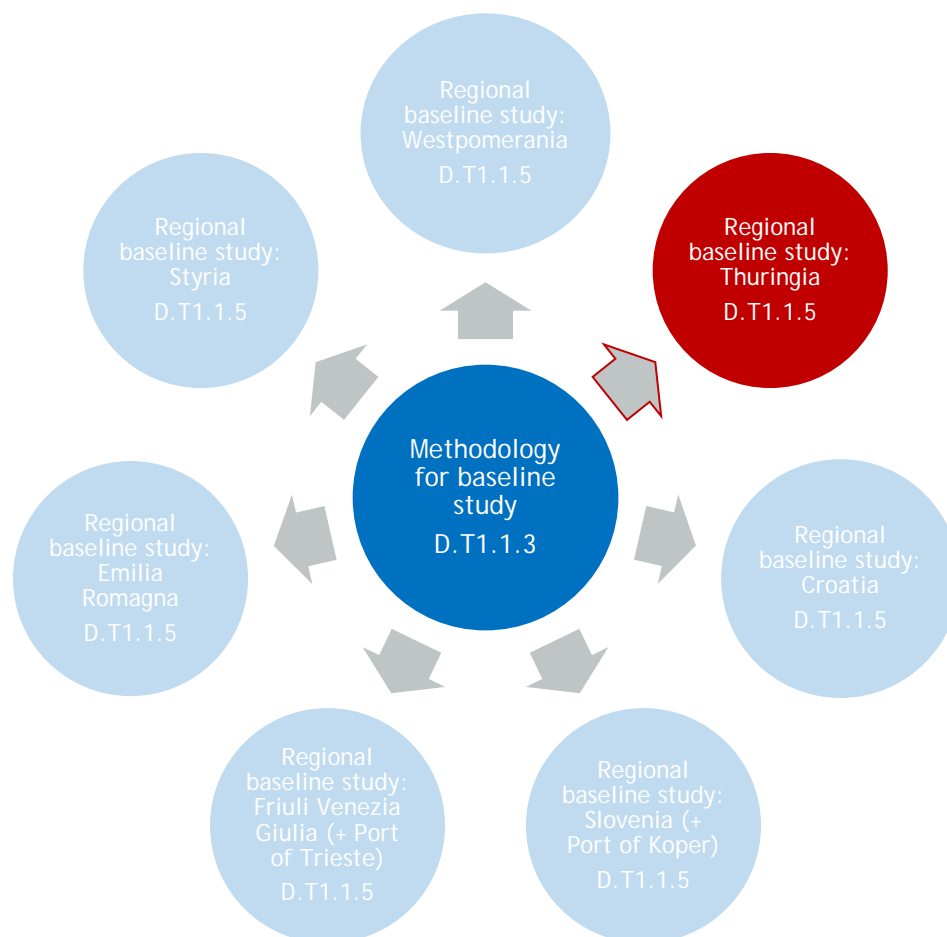 Regional
baseline study:
Westpomerania
D.T1.1.5
Regional
baseline study:
Styria
D.T1.1.5
Regional
baseline study:
Thuringia
D.T1.1.5
Methodology
for baseline
study
D.T1.1.3
Regional
baseline study:
Emilia
Romagna
D.T1.1.5
Regional
baseline study:
Croatia
D.T1.1.5
Regional
baseline study:
Friuli Venezia
Giulia (+ Port
of Trieste)
D.T1.1.5
Regional
baseline study:
Slovenia (+
Port of Koper)
D.T1.1.5